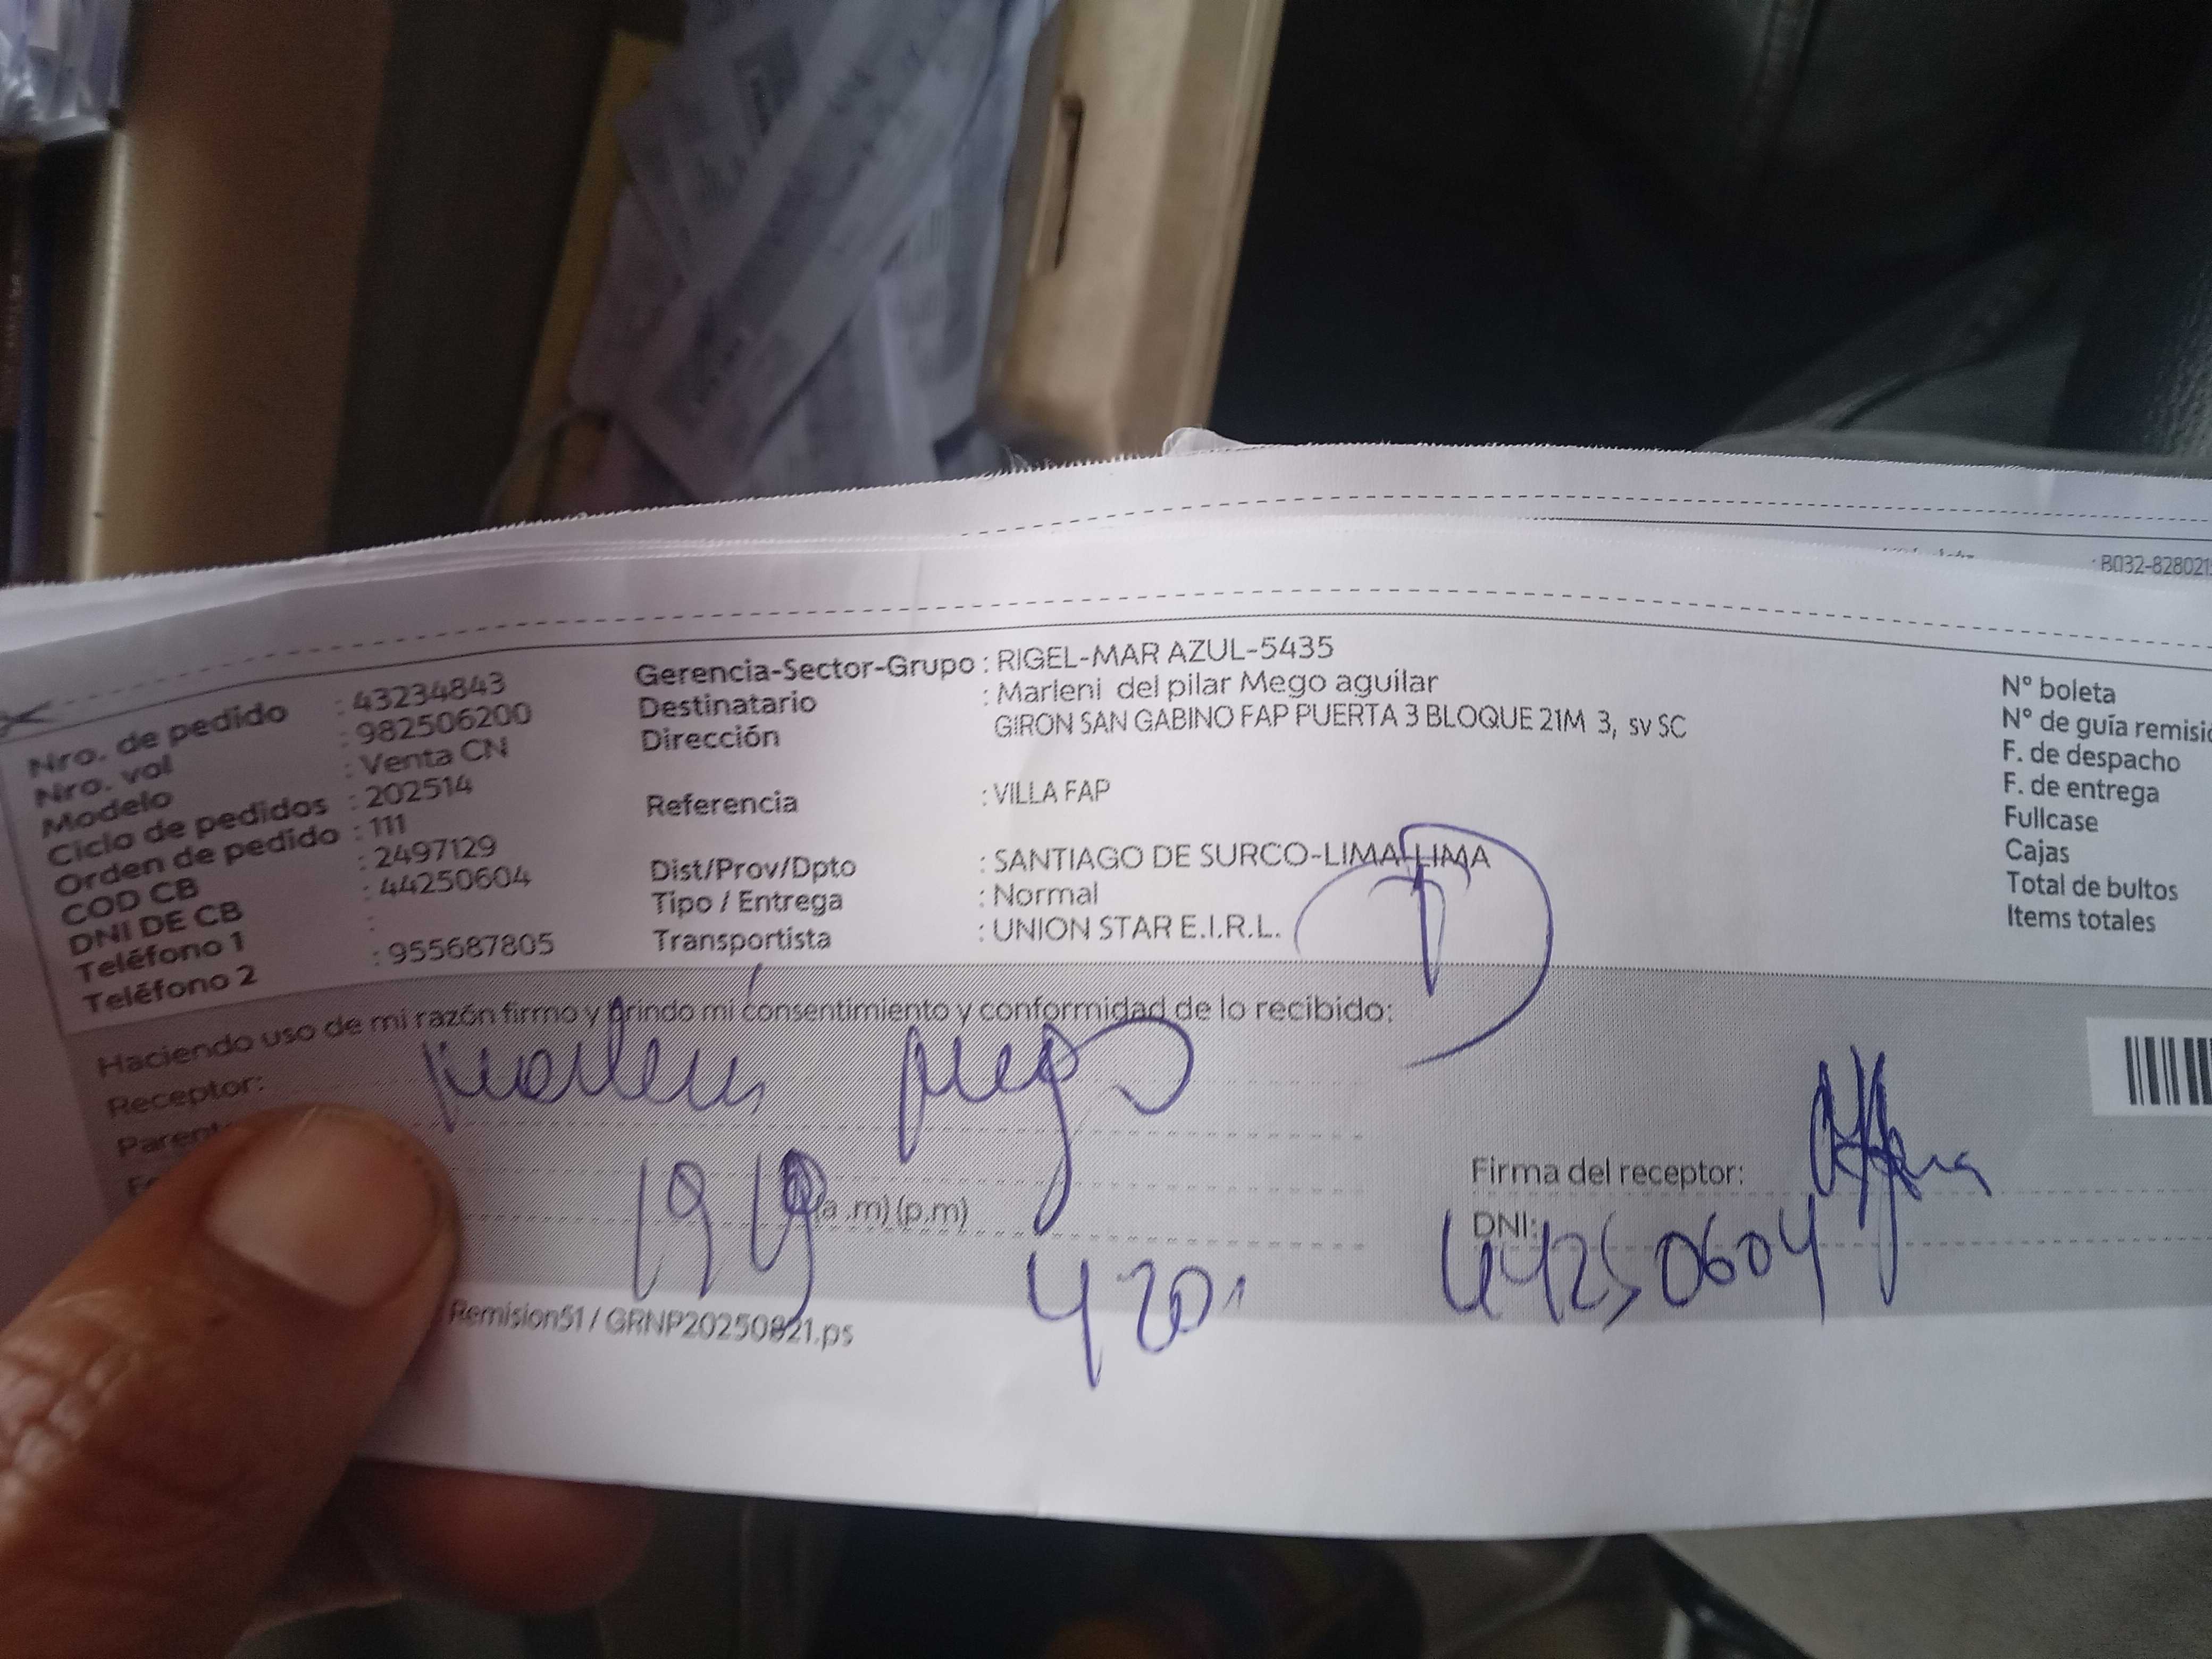 : B032-828021
Nro. de pedido : 43234843
Nro. vol : 982506200
Modelo : Venta CN
Ciclo de pedidos : 202514
Orden de pedido : 111
COD CB : 2497129
DNI DE CB : 44250604
Teléfono 1 :
Teléfono 2 : 955687805
Gerencia-Sector-Grupo : RIGEL-MAR AZUL-5435
Destinatario : Marleni del pilar Mego aguilar
Dirección GIRON SAN GABINO FAP PUERTA 3 BLOQUE 21M 3, sv SC
Referencia : VILLA FAP
Dist/Prov/Dpto : SANTIAGO DE SURCO-LIMA-LIMA
Tipo / Entrega : Normal
Transportista : UNION STAR E.I.R.L.
N° boleta
N° de guía remisió
F. de despacho
F. de entrega
Fullcase
Cajas
Total de bultos
Items totales
Haciendo uso de mi razón firmo y brindo mi consentimiento y conformidad de lo recibido:
Receptor: Marleni Mego
Parent
(a .m) (p.m)
420
Firma del receptor:
DNI: 44250604
Remision51 / GRNP20250821.ps